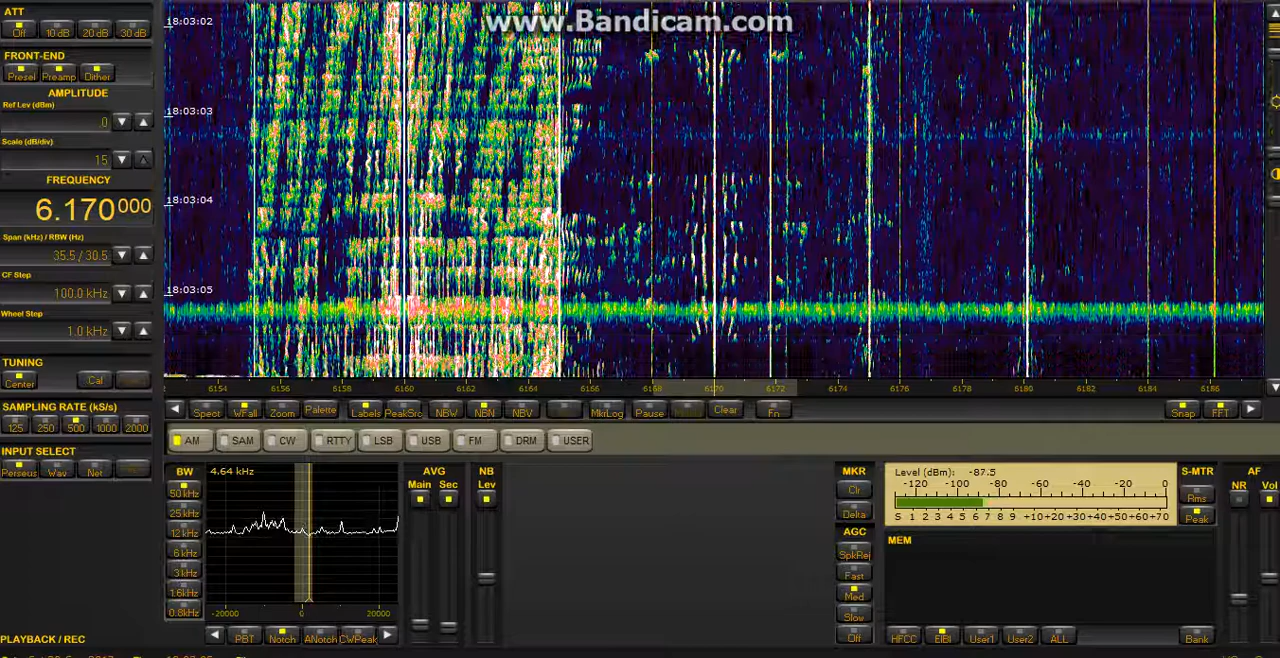 www.Bandicam.com
ATT
Off 10 dB 20 dB 30 dB
FRONT-END
Presel Preamp Dither
AMPLITUDE
Ref Lev (dBm)
.0
Scale (dB/div)
15
FREQUENCY
6.170000
Span (kHz) / RBW (Hz)
35.5 / 30.5
CF Step
100.0 kHz
Wheel Step
1.0 kHz
TUNING
Center Cal
SAMPLING RATE (kS/s)
125 250 500 1000 2000
INPUT SELECT
Perseus Wav Net
PLAYBACK / REC
18:03:02
18:03:03
18:03:04
18:03:05
6154 6156 6158 6160 6162 6164 6166 6168 6170 6172 6174 6176 6178 6180 6182 6184 6186
Spect WFall Zoom Palette Labels PeakSrc NBW NBN NBV MkrLog Pause Clear Fn Snap FFT
AM SAM CW RTTY LSB USB FM DRM USER
BW
50 kHz
25 kHz
12 kHz
6 kHz
3 kHz
1.6kHz
0.8kHz
4.64 kHz
-20000 0 20000
PBT Notch ANotch CWPeak
AVG
Main Sec
NB
Lev
MKR
Clr
Delta
AGC
SpkRej
Fast
Med
Slow
Off
Level (dBm): -87.5
-120 -100 -80 -60 -40 -20 0
S 1 2 3 4 5 6 7 8 9 +10+20+30+40+50+60+70
S-MTR
Rms
Peak
AF
NR Vol
MEM
HFCC EIBI User1 User2 ALL Bank